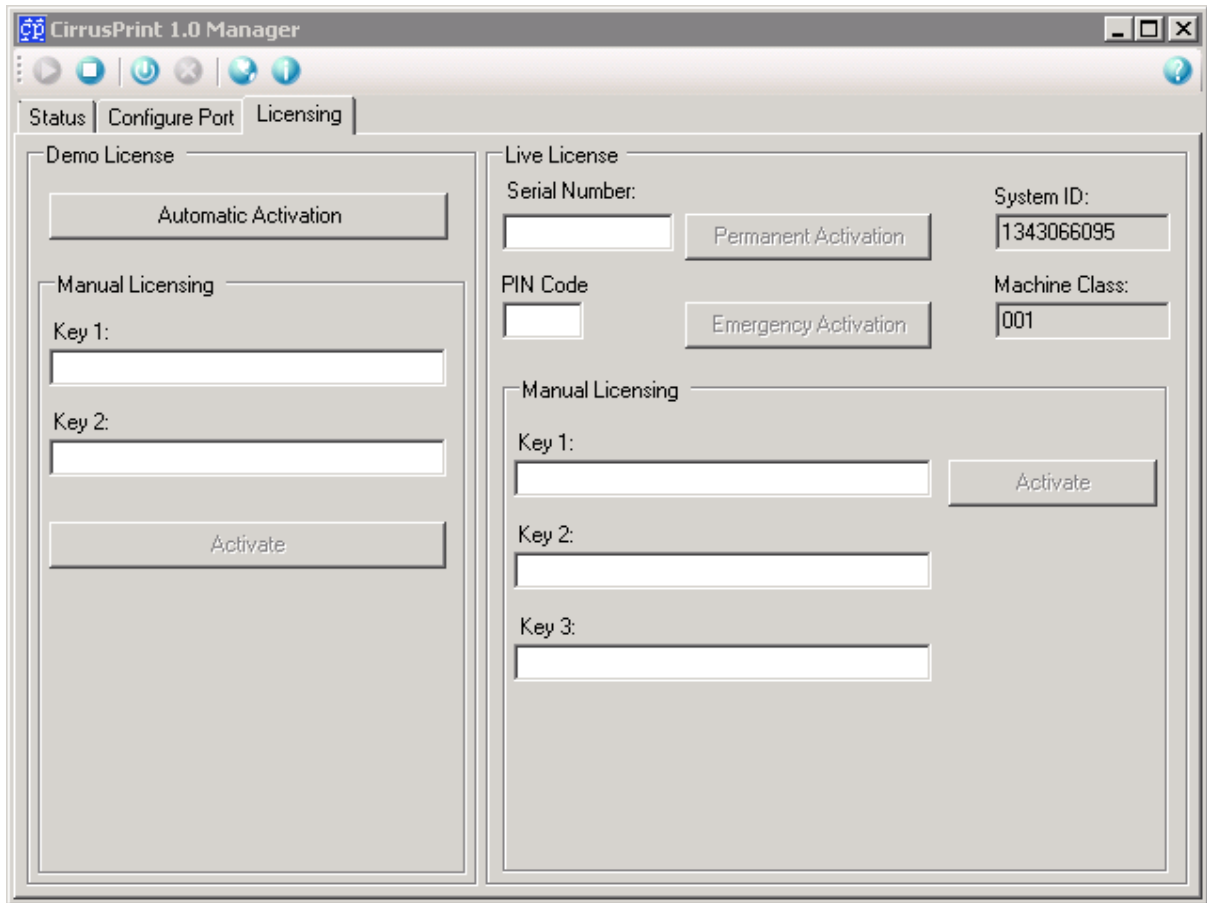 cp CirrusPrint 1.0 Manager
Status Configure Port Licensing
Demo License
Automatic Activation
Manual Licensing
Key 1:
Key 2:
Activate
Live License
Serial Number:
Permanent Activation
System ID:
1343066095
PIN Code
Emergency Activation
Machine Class:
001
Manual Licensing
Key 1:
Activate
Key 2:
Key 3: